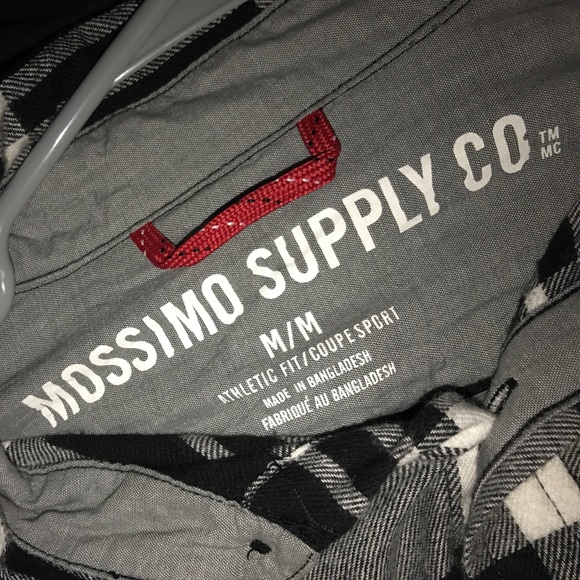 MOSSIMO SUPPLY CO TM MC
M/M
ATHLETIC FIT/COUPE SPORT
MADE IN BANGLADESH
FABRIQUÉ AU BANGLADESH